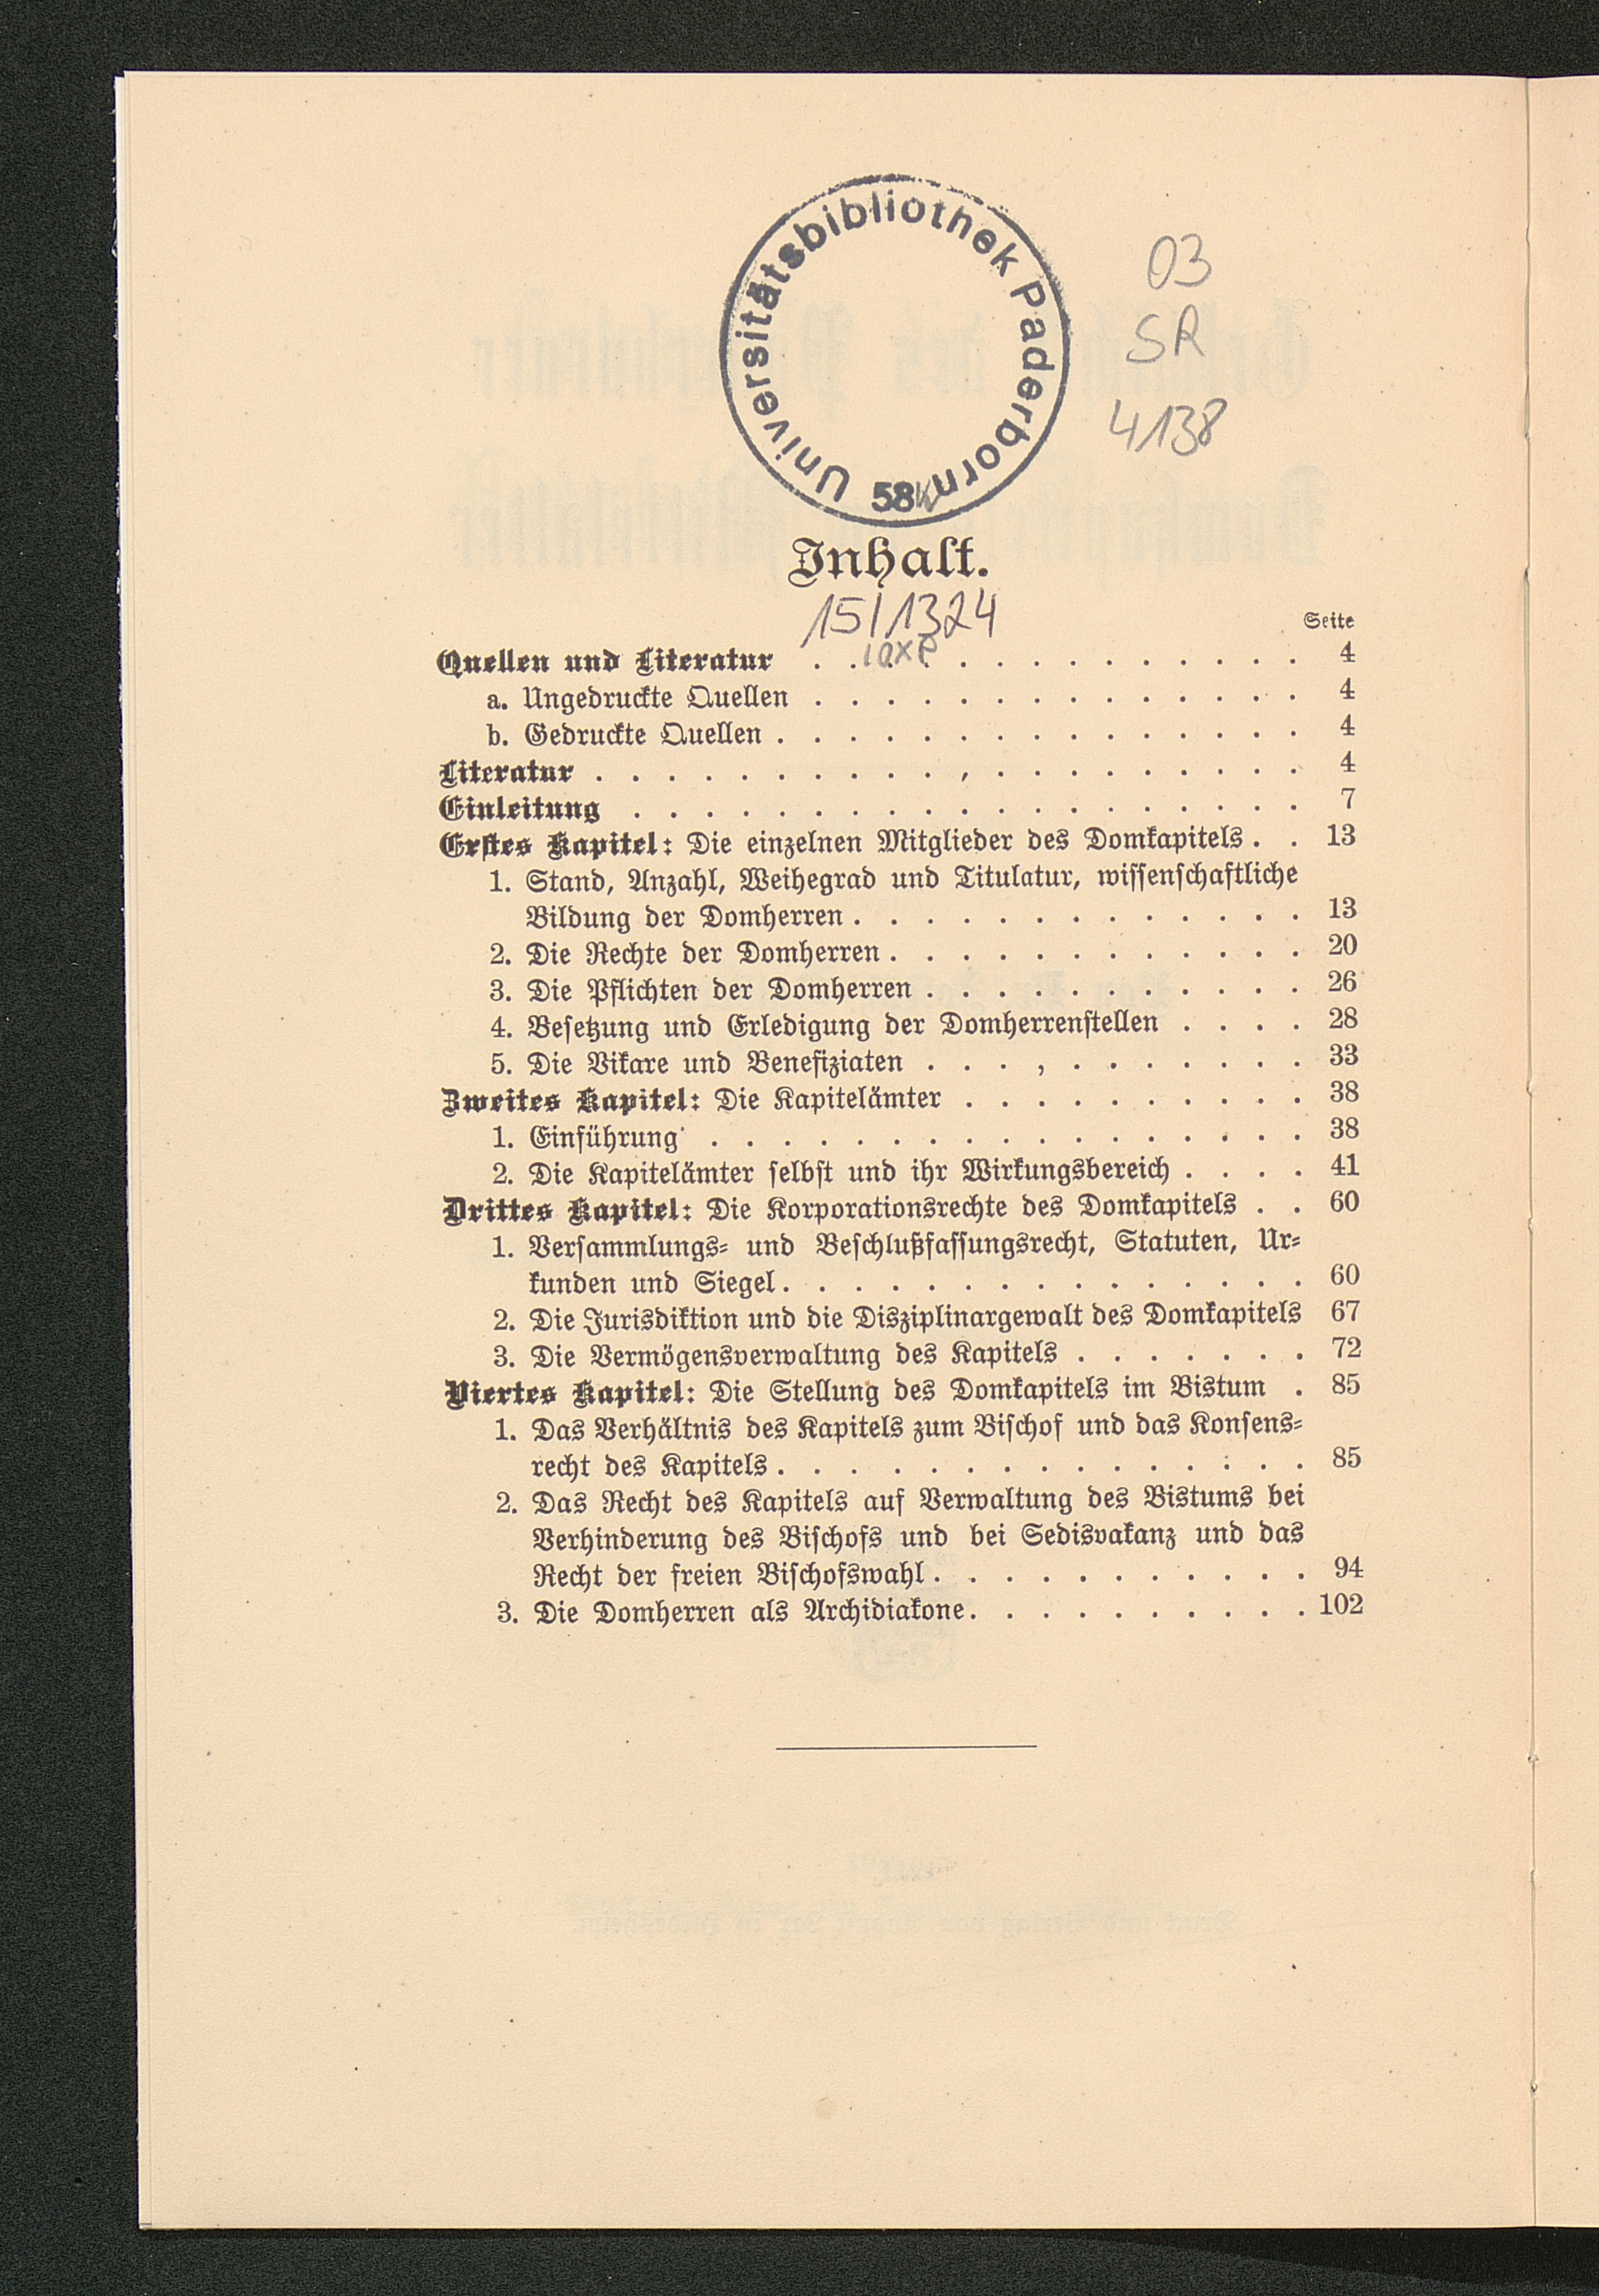 Universitätsbibliothek Paderborn
58
03
SR
4138
Inhalt.
15/1324
Seite
Quellen und Literatur . . . . . . . . . . . . . . 4
a. Ungedruckte Quellen . . . . . . . . . . . . . . 4
b. Gedruckte Quellen . . . . . . . . . . . . . . . 4
Literatur . . . . . . . . . . , . . . . . . . . . 4
Einleitung . . . . . . . . . . . . . . . . . . . 7
Erstes Kapitel: Die einzelnen Mitglieder des Domkapitels . . 13
1. Stand, Anzahl, Weihegrad und Titulatur, wissenschaftliche
Bildung der Domherren . . . . . . . . . . . . . 13
2. Die Rechte der Domherren . . . . . . . . . . . . 20
3. Die Pflichten der Domherren . . . . . . . . . . . 26
4. Besetzung und Erledigung der Domherrenstellen . . . . 28
5. Die Vikare und Benefiziaten . . . , . . . . . . . 33
Zweites Kapitel: Die Kapitelämter . . . . . . . . . . 38
1. Einführung . . . . . . . . . . . . . . . . . 38
2. Die Kapitelämter selbst und ihr Wirkungsbereich . . . . 41
Drittes Kapitel: Die Korporationsrechte des Domkapitels . . 60
1. Versammlungs- und Beschlußfassungsrecht, Statuten, Ur-
kunden und Siegel . . . . . . . . . . . . . . . 60
2. Die Jurisdiktion und die Disziplinargewalt des Domkapitels 67
3. Die Vermögensverwaltung des Kapitels . . . . . . . 72
Viertes Kapitel: Die Stellung des Domkapitels im Bistum . 85
1. Das Verhältnis des Kapitels zum Bischof und das Konsens-
recht des Kapitels . . . . . . . . . . . . . . . 85
2. Das Recht des Kapitels auf Verwaltung des Bistums bei
Verhinderung des Bischofs und bei Sedisvakanz und das
Recht der freien Bischofswahl . . . . . . . . . . . 94
3. Die Domherren als Archidiakone . . . . . . . . . . 102